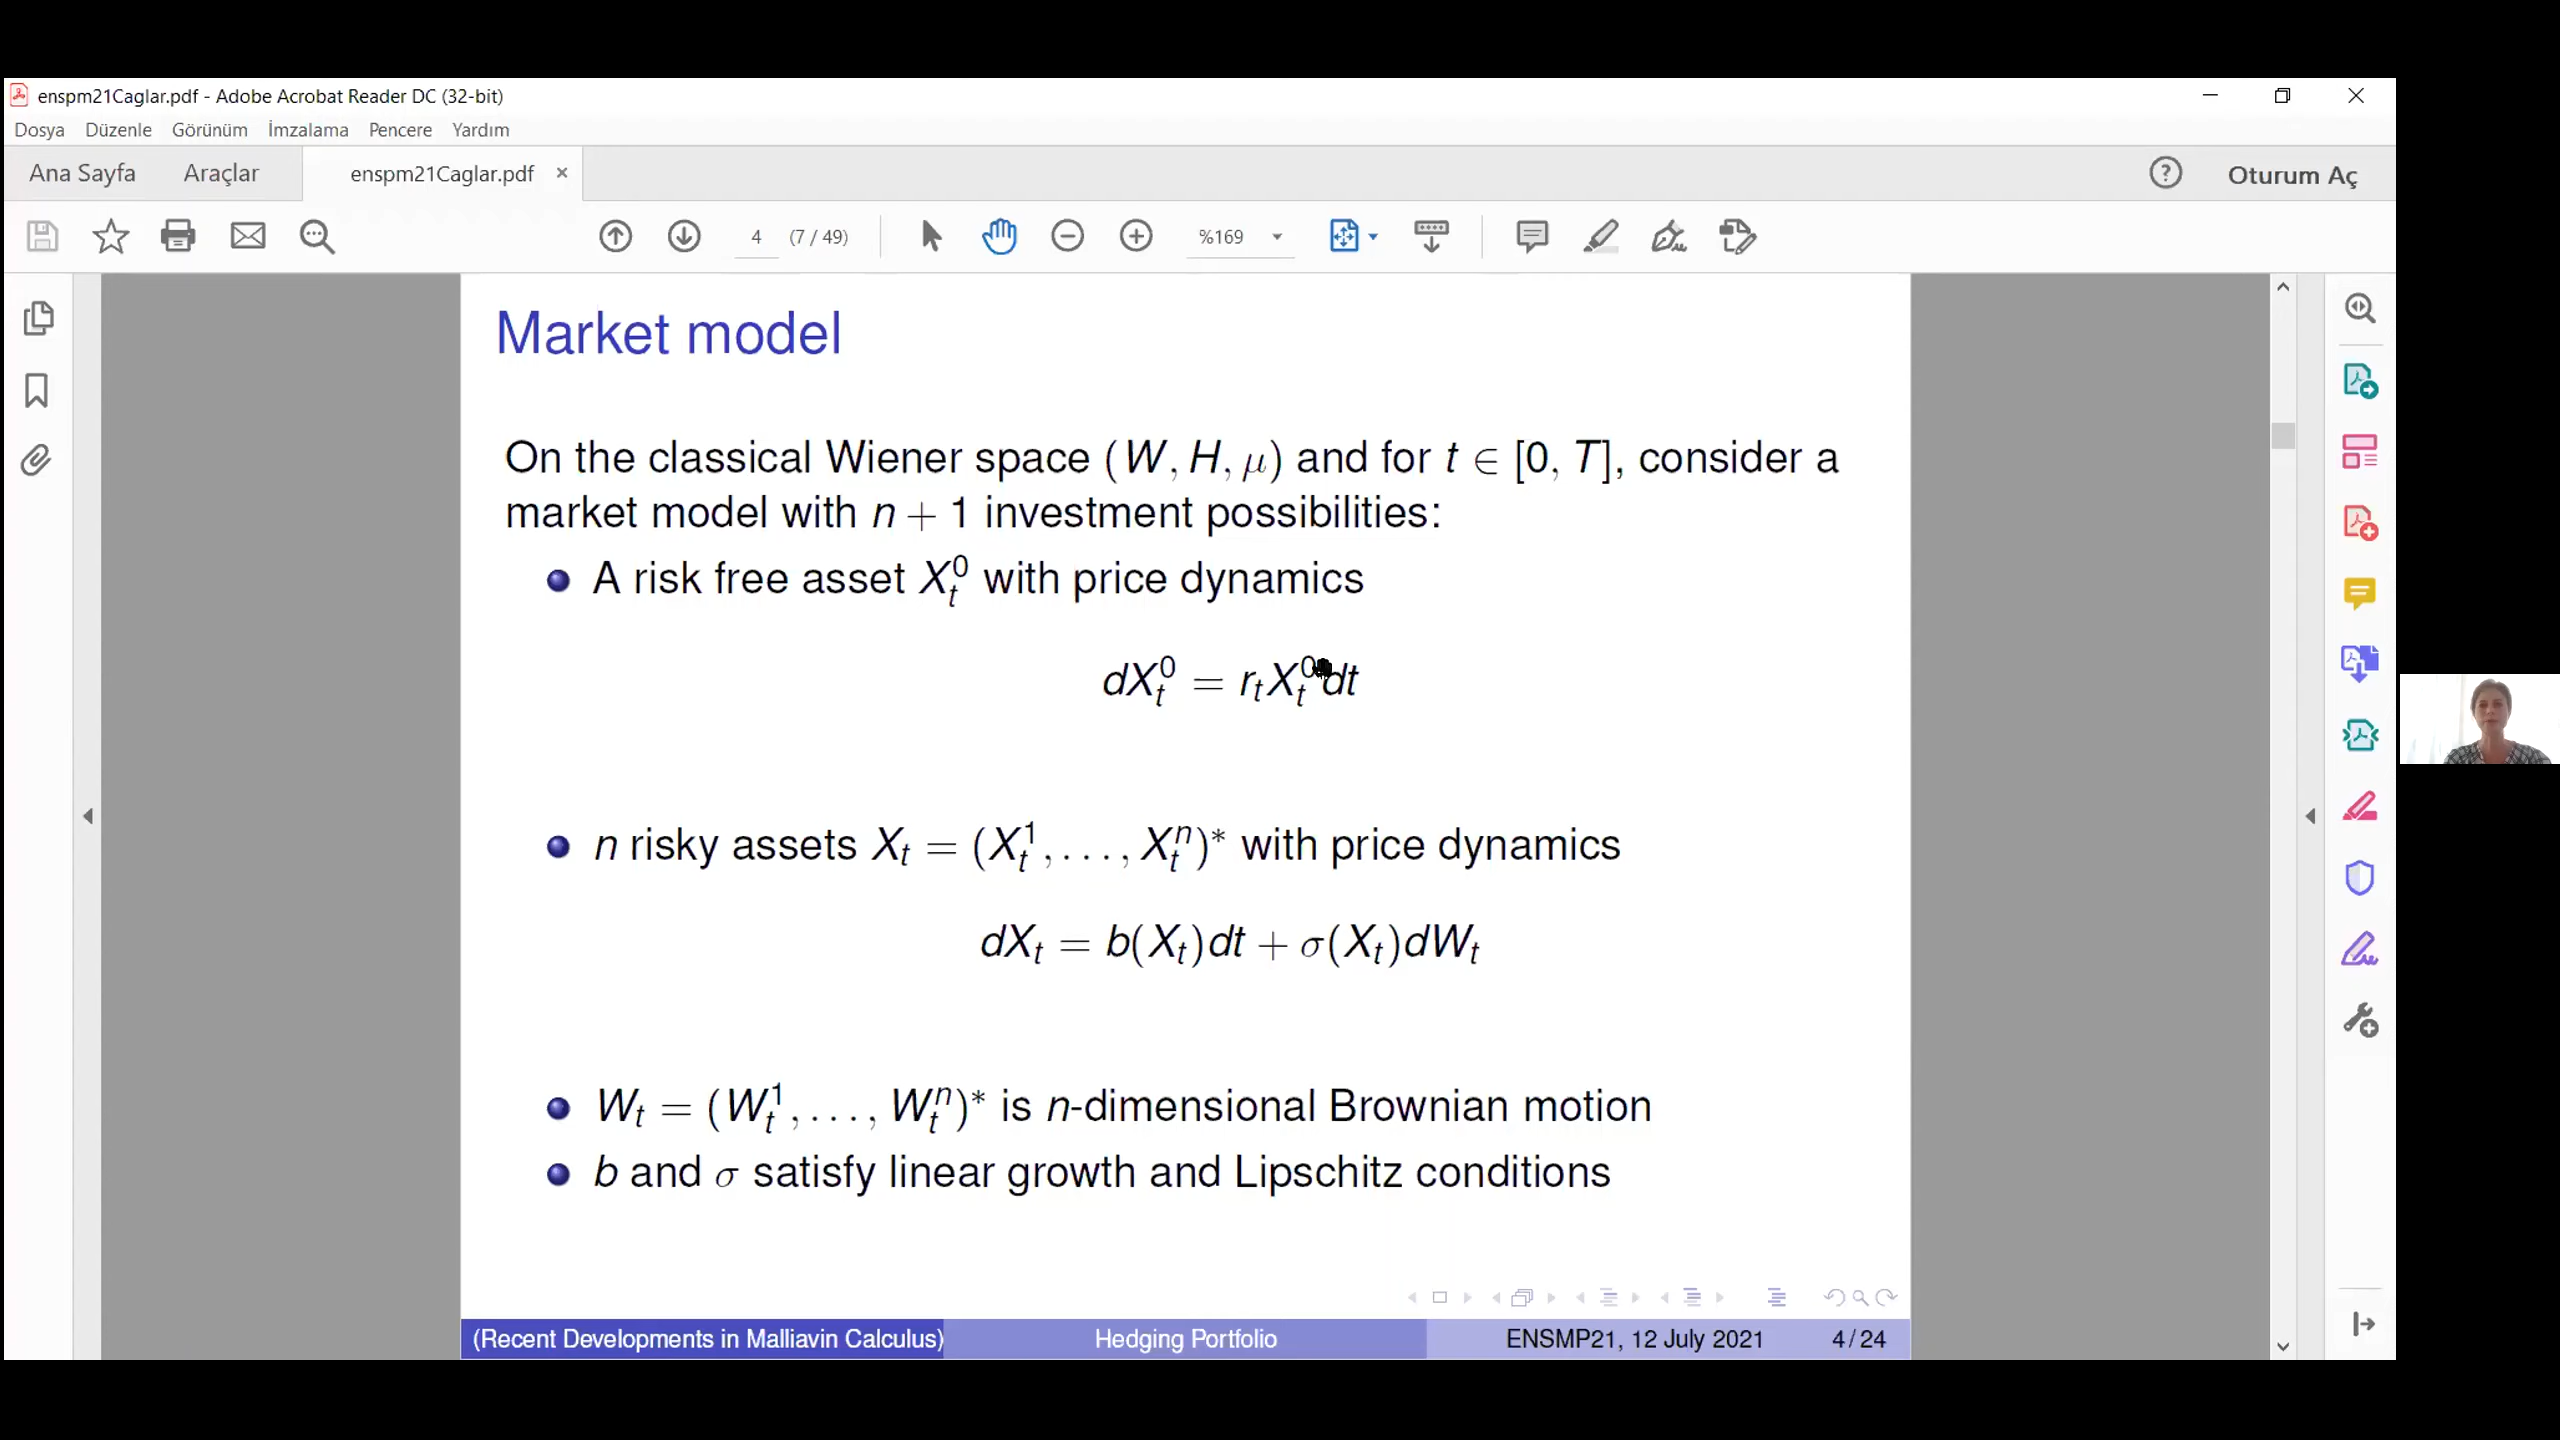 enspm21Caglar.pdf - Adobe Acrobat Reader DC (32-bit)
Dosya Düzenle Görünüm İmzalama Pencere Yardım
Ana Sayfa Araçlar enspm21Caglar.pdf × Oturum Aç
4 (7 / 49) %169
Market model
On the classical Wiener space (W, H, μ) and for t ∈ [0, T], consider a
market model with n + 1 investment possibilities:
A risk free asset X_t^0 with price dynamics
dX_t^0 = r_t X_t^0 dt
n risky assets X_t = (X_t^1, . . . , X_t^n)* with price dynamics
dX_t = b(X_t)dt + σ(X_t)dW_t
W_t = (W_t^1, . . . , W_t^n)* is n-dimensional Brownian motion
b and σ satisfy linear growth and Lipschitz conditions
(Recent Developments in Malliavin Calculus) Hedging Portfolio ENSMP21, 12 July 2021 4 / 24